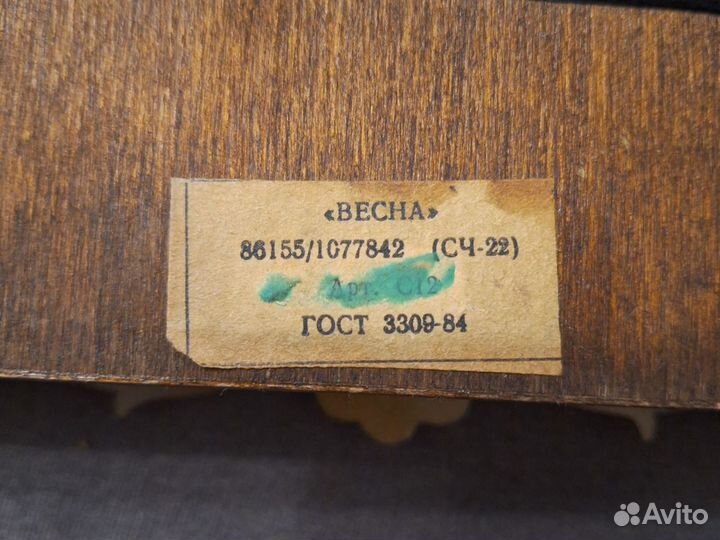 «ВЕСНА»
86155/1077842 (СЧ-22)
Арт. С12
ГОСТ 3309-84
Avito